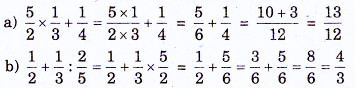 a) 5/2 × 1/3 + 1/4 = (5 × 1)/(2 × 3) + 1/4 = 5/6 + 1/4 = (10 + 3)/12 = 13/12
b) 1/2 + 1/3 : 2/5 = 1/2 + 1/3 × 5/2 = 1/2 + 5/6 = 3/6 + 5/6 = 8/6 = 4/3